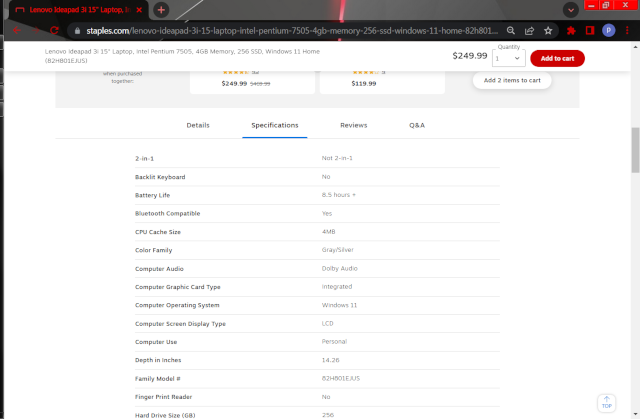 Lenovo Ideapad 3i 15" Laptop, I
staples.com/lenovo-ideapad-3i-15-laptop-intel-pentium-7505-4gb-memory-256-ssd-windows-11-home-82h801...
P
Lenovo Ideapad 3i 15" Laptop, Intel Pentium 7505, 4GB Memory, 256 SSD, Windows 11 Home
(82H801EJUS)
$249.99
Quantity
1
Add to cart
when purchased
together:
52
$249.99 $469.99
5
$119.99
Add 2 items to cart
Details
Specifications
Reviews
Q&A
2-in-1 Not 2-in-1
Backlit Keyboard No
Battery Life 8.5 hours +
Bluetooth Compatible Yes
CPU Cache Size 4MB
Color Family Gray/Silver
Computer Audio Dolby Audio
Computer Graphic Card Type Integrated
Computer Operating System Windows 11
Computer Screen Display Type LCD
Computer Use Personal
Depth in Inches 14.26
Family Model # 82H801EJUS
Finger Print Reader No
Hard Drive Size (GB) 256
TOP